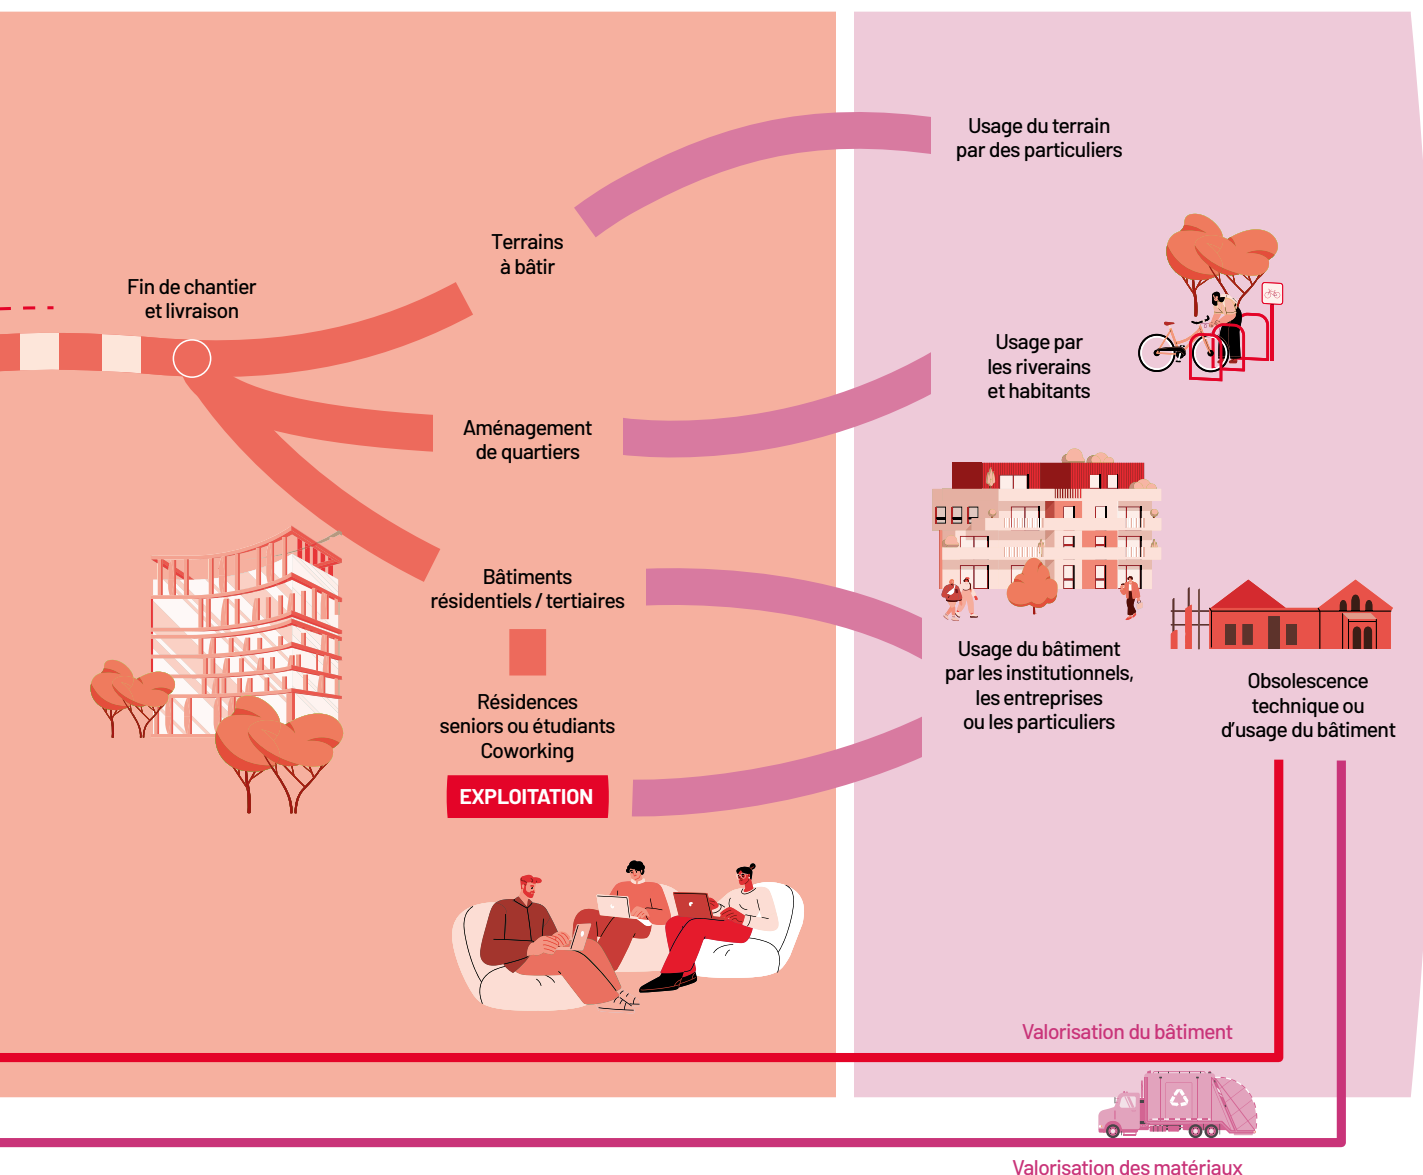 Fin de chantier
et livraison
Terrains
à bâtir
Aménagement
de quartiers
Bâtiments
résidentiels / tertiaires
Résidences
seniors ou étudiants
Coworking
EXPLOITATION
Usage du terrain
par des particuliers
Usage par
les riverains
et habitants
Usage du bâtiment
par les institutionnels,
les entreprises
ou les particuliers
Obsolescence
technique ou
d’usage du bâtiment
Valorisation du bâtiment
Valorisation des matériaux